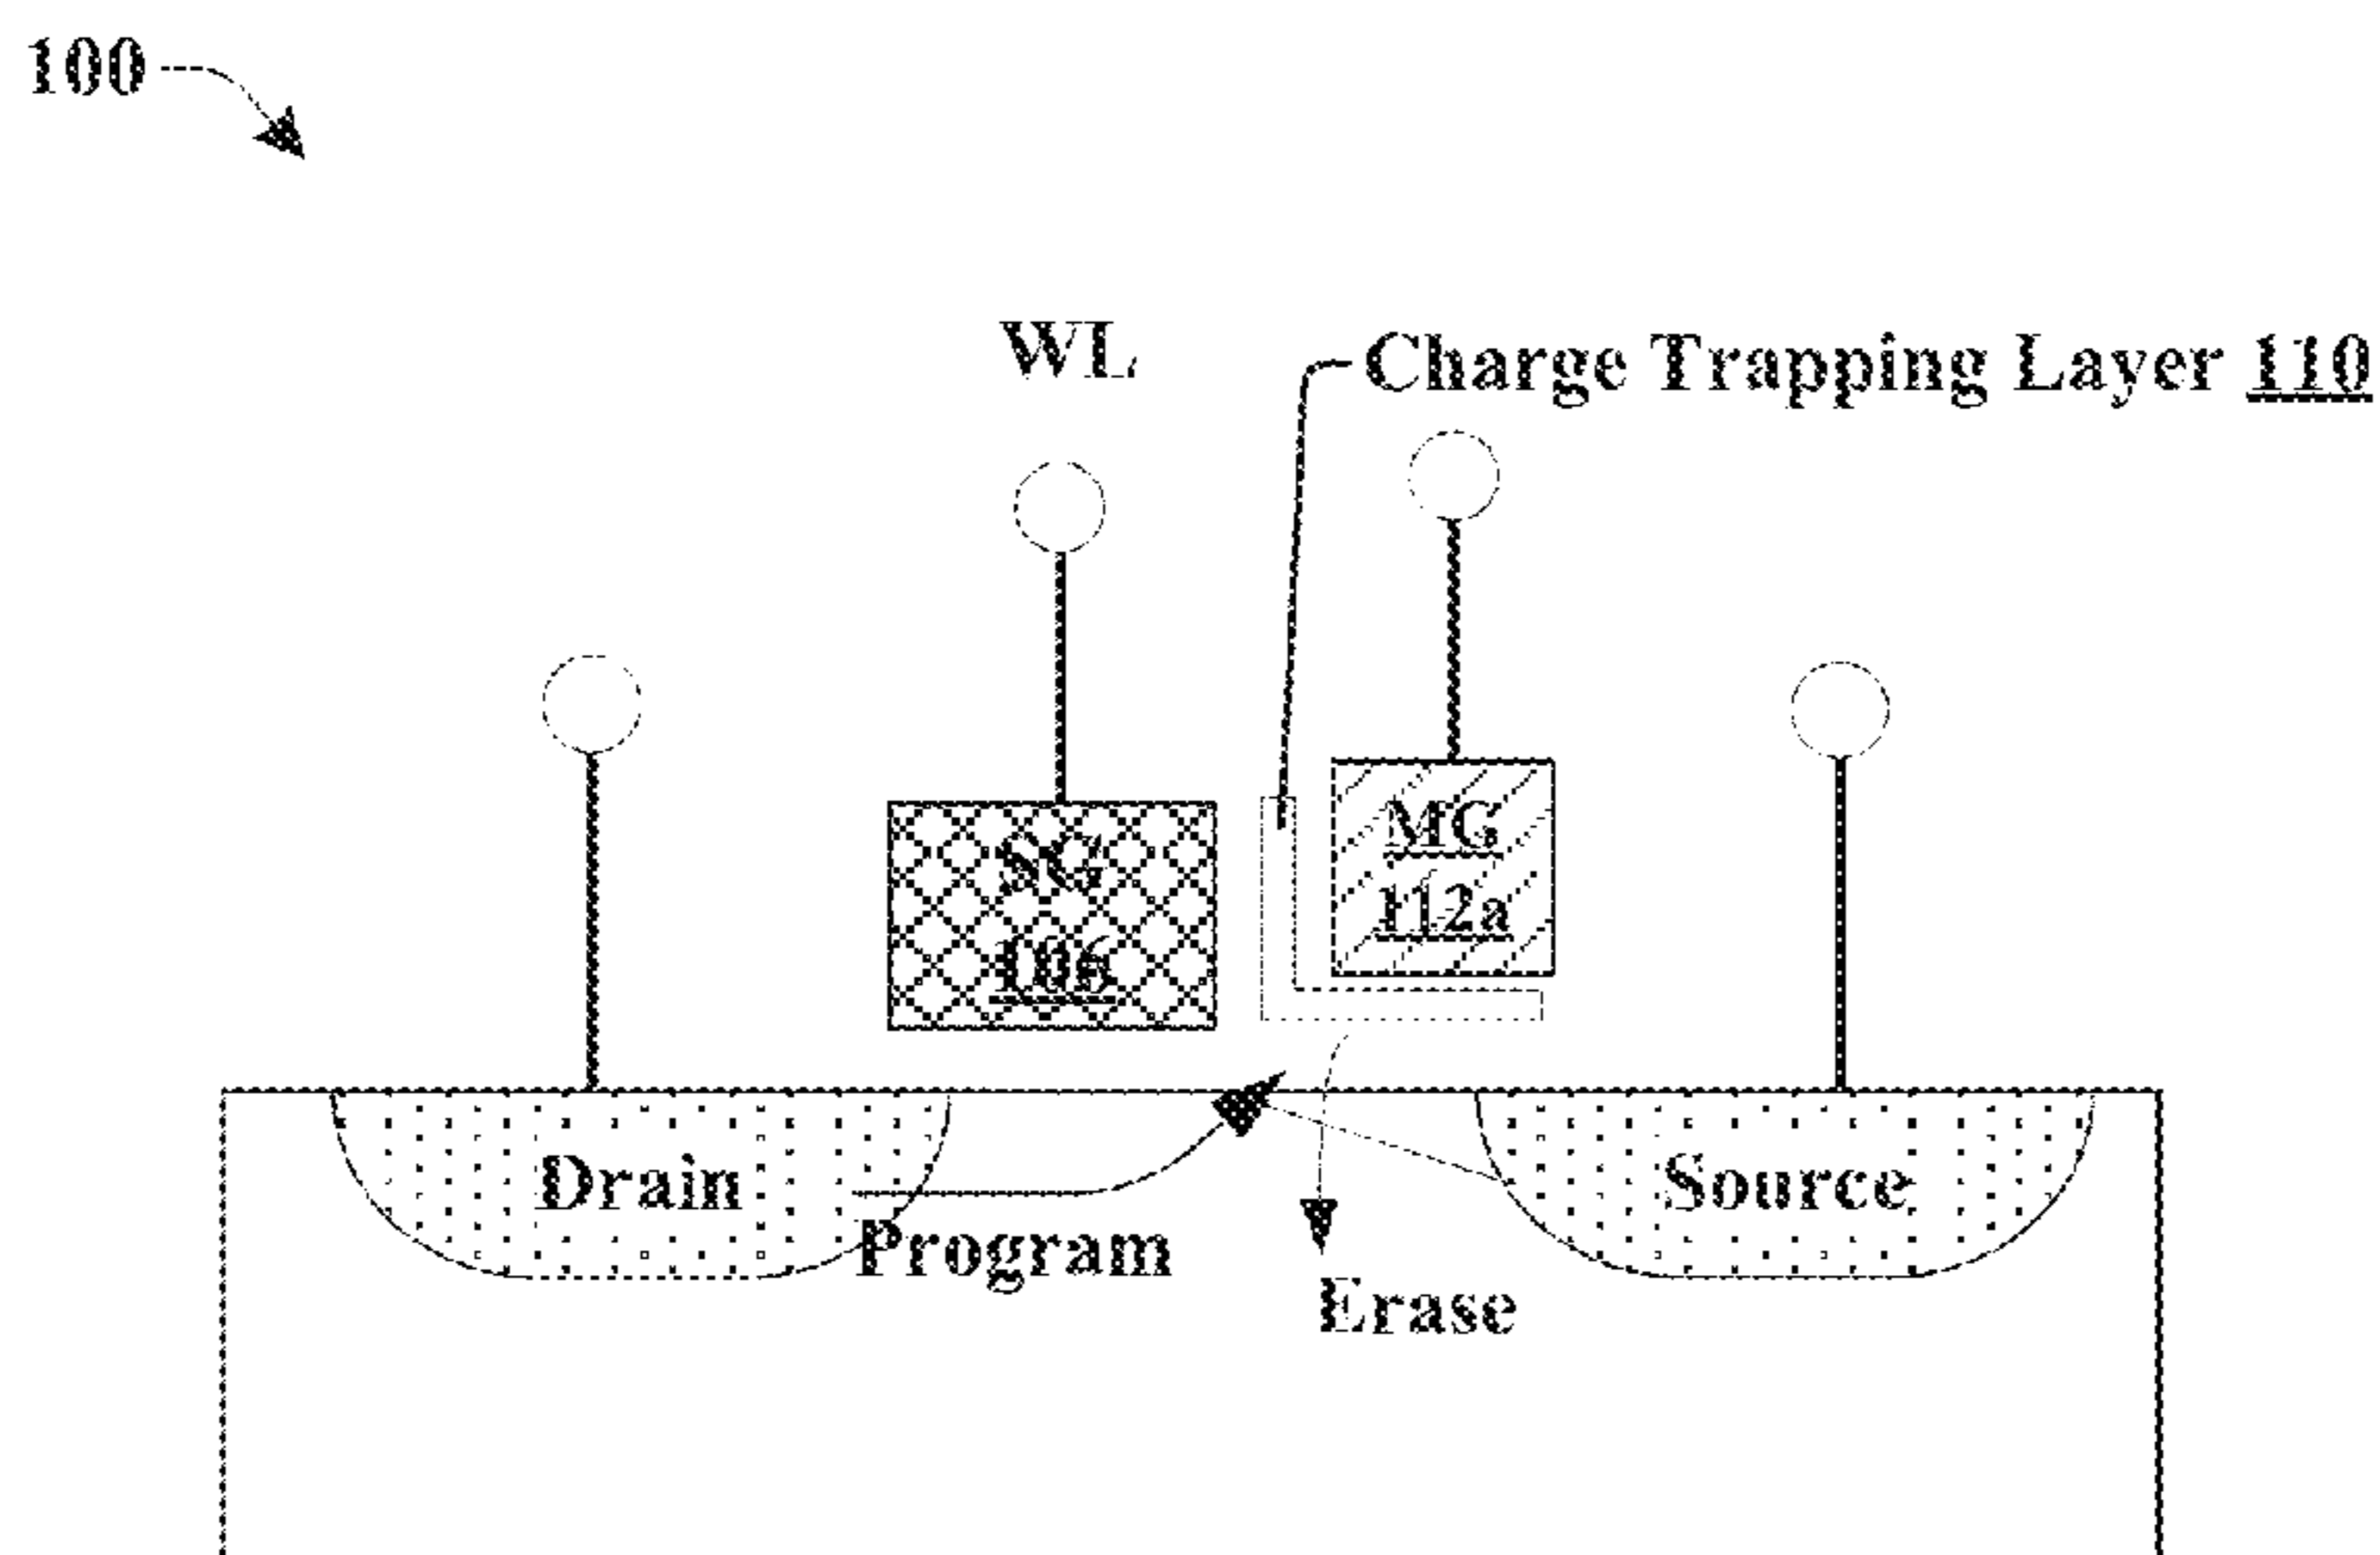 100
WL
Charge Trapping Layer 110
SG
106
MG
112a
Drain
Source
Program
Erase